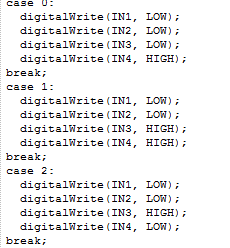 case 0:
  digitalWrite(IN1, LOW);
  digitalWrite(IN2, LOW);
  digitalWrite(IN3, LOW);
  digitalWrite(IN4, HIGH);
break;
case 1:
  digitalWrite(IN1, LOW);
  digitalWrite(IN2, LOW);
  digitalWrite(IN3, HIGH);
  digitalWrite(IN4, HIGH);
break;
case 2:
  digitalWrite(IN1, LOW);
  digitalWrite(IN2, LOW);
  digitalWrite(IN3, HIGH);
  digitalWrite(IN4, LOW);
break;